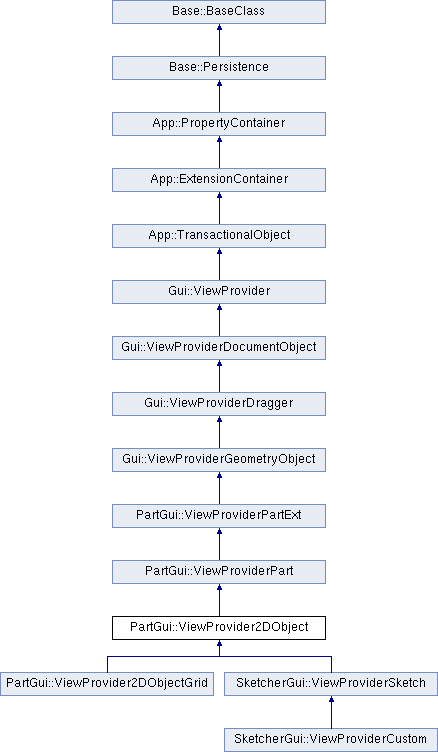 Base::BaseClass
Base::Persistence
App::PropertyContainer
App::ExtensionContainer
App::TransactionalObject
Gui::ViewProvider
Gui::ViewProviderDocumentObject
Gui::ViewProviderDragger
Gui::ViewProviderGeometryObject
PartGui::ViewProviderPartExt
PartGui::ViewProviderPart
PartGui::ViewProvider2DObject
PartGui::ViewProvider2DObjectGrid
SketcherGui::ViewProviderSketch
SketcherGui::ViewProviderCustom